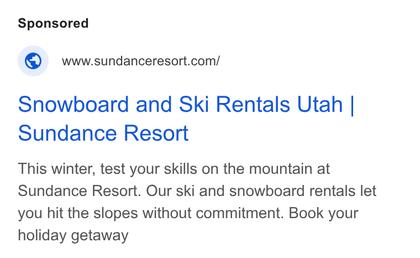 Sponsored
www.sundanceresort.com/
Snowboard and Ski Rentals Utah |
Sundance Resort
This winter, test your skills on the mountain at
Sundance Resort. Our ski and snowboard rentals let
you hit the slopes without commitment. Book your
holiday getaway